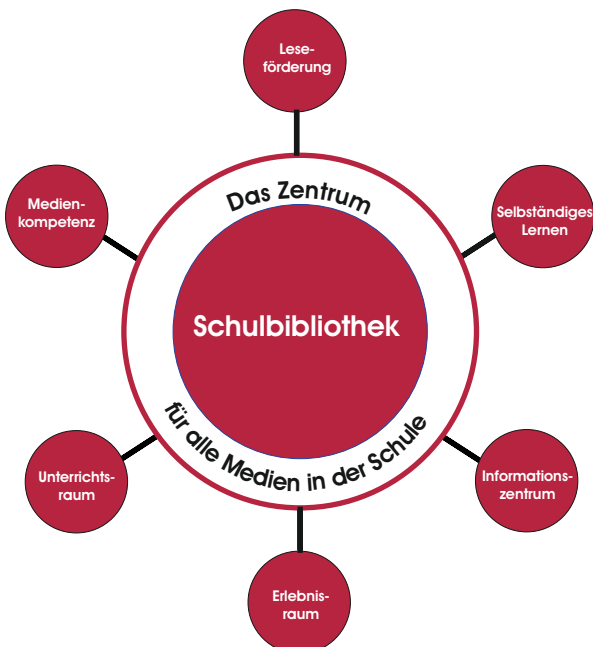 Lese-
förderung
Das Zentrum
Medien-
kompetenz
Selbständiges
Lernen
Schulbibliothek
für alle Medien in der Schule
Unterrichts-
raum
Informations-
zentrum
Erlebnis-
raum